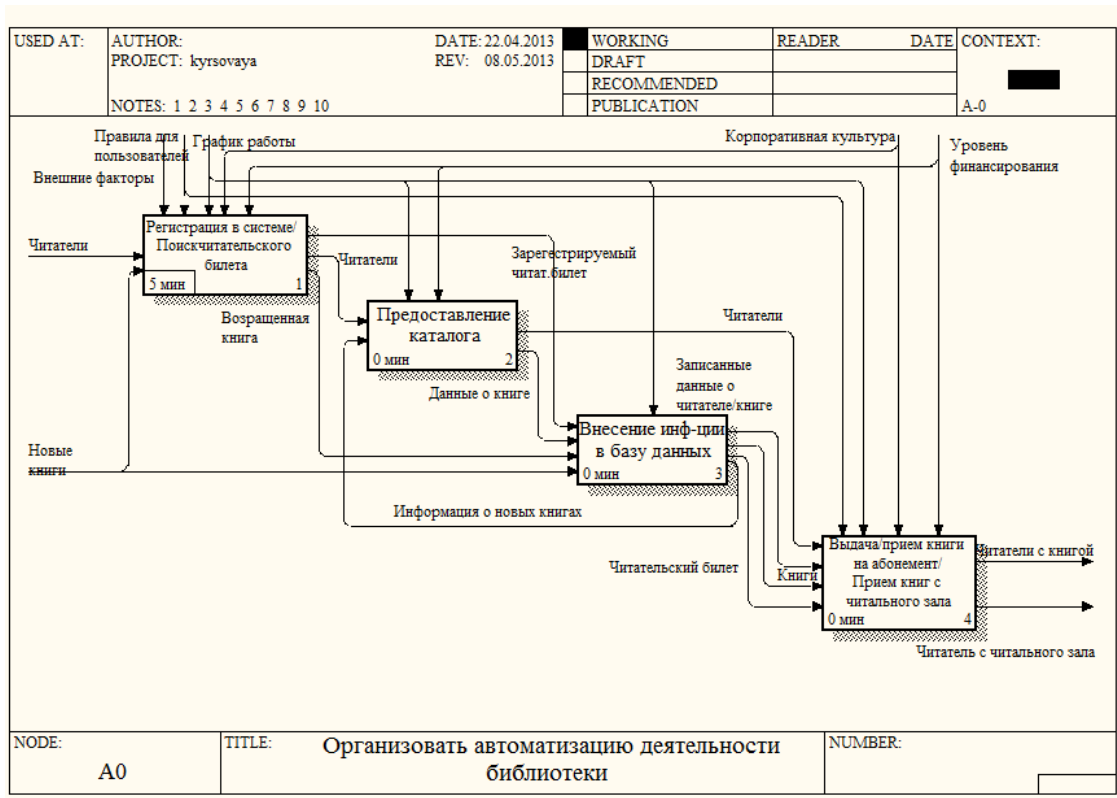 USED AT:
AUTHOR:
DATE: 22.04.2013
WORKING
READER
DATE
CONTEXT:
PROJECT: kyrsovaya
REV: 08.05.2013
DRAFT
RECOMMENDED
NOTES: 1 2 3 4 5 6 7 8 9 10
PUBLICATION
A-0
Правила для
пользователей
График работы
Корпоративная культура
Уровень
финансирования
Внешние факторы
Регистрация в системе/
Поискчитательского
билета
5 мин
1
Читатели
Читатели
Зарегестрируемый
читат.билет
Возращенная
книга
Предоставление
каталога
0 мин
2
Читатели
Данные о книге
Записанные
данные о
читателе/книге
Внесение инф-ции
в базу данных
0 мин
3
Новые
книги
Информация о новых книгах
Читательский билет
Книги
Выдача/прием книги
на абонемент/
Прием книг с
читального зала
0 мин
4
Читатели с книгой
Читатель с читального зала
NODE:
A0
TITLE:
Организовать автоматизацию деятельности
библиотеки
NUMBER: